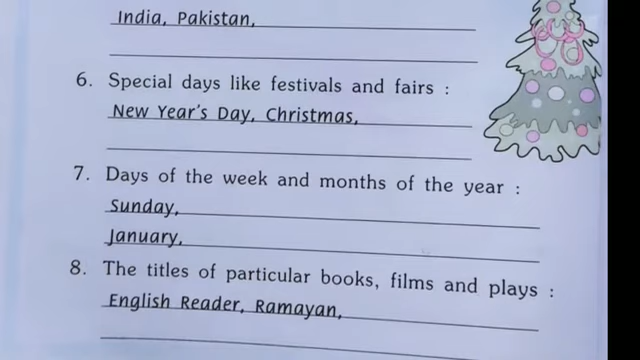 India, Pakistan,
6. Special days like festivals and fairs :
New Year's Day, Christmas,
7. Days of the week and months of the year :
Sunday,
January,
8. The titles of particular books, films and plays :
English Reader, Ramayan,